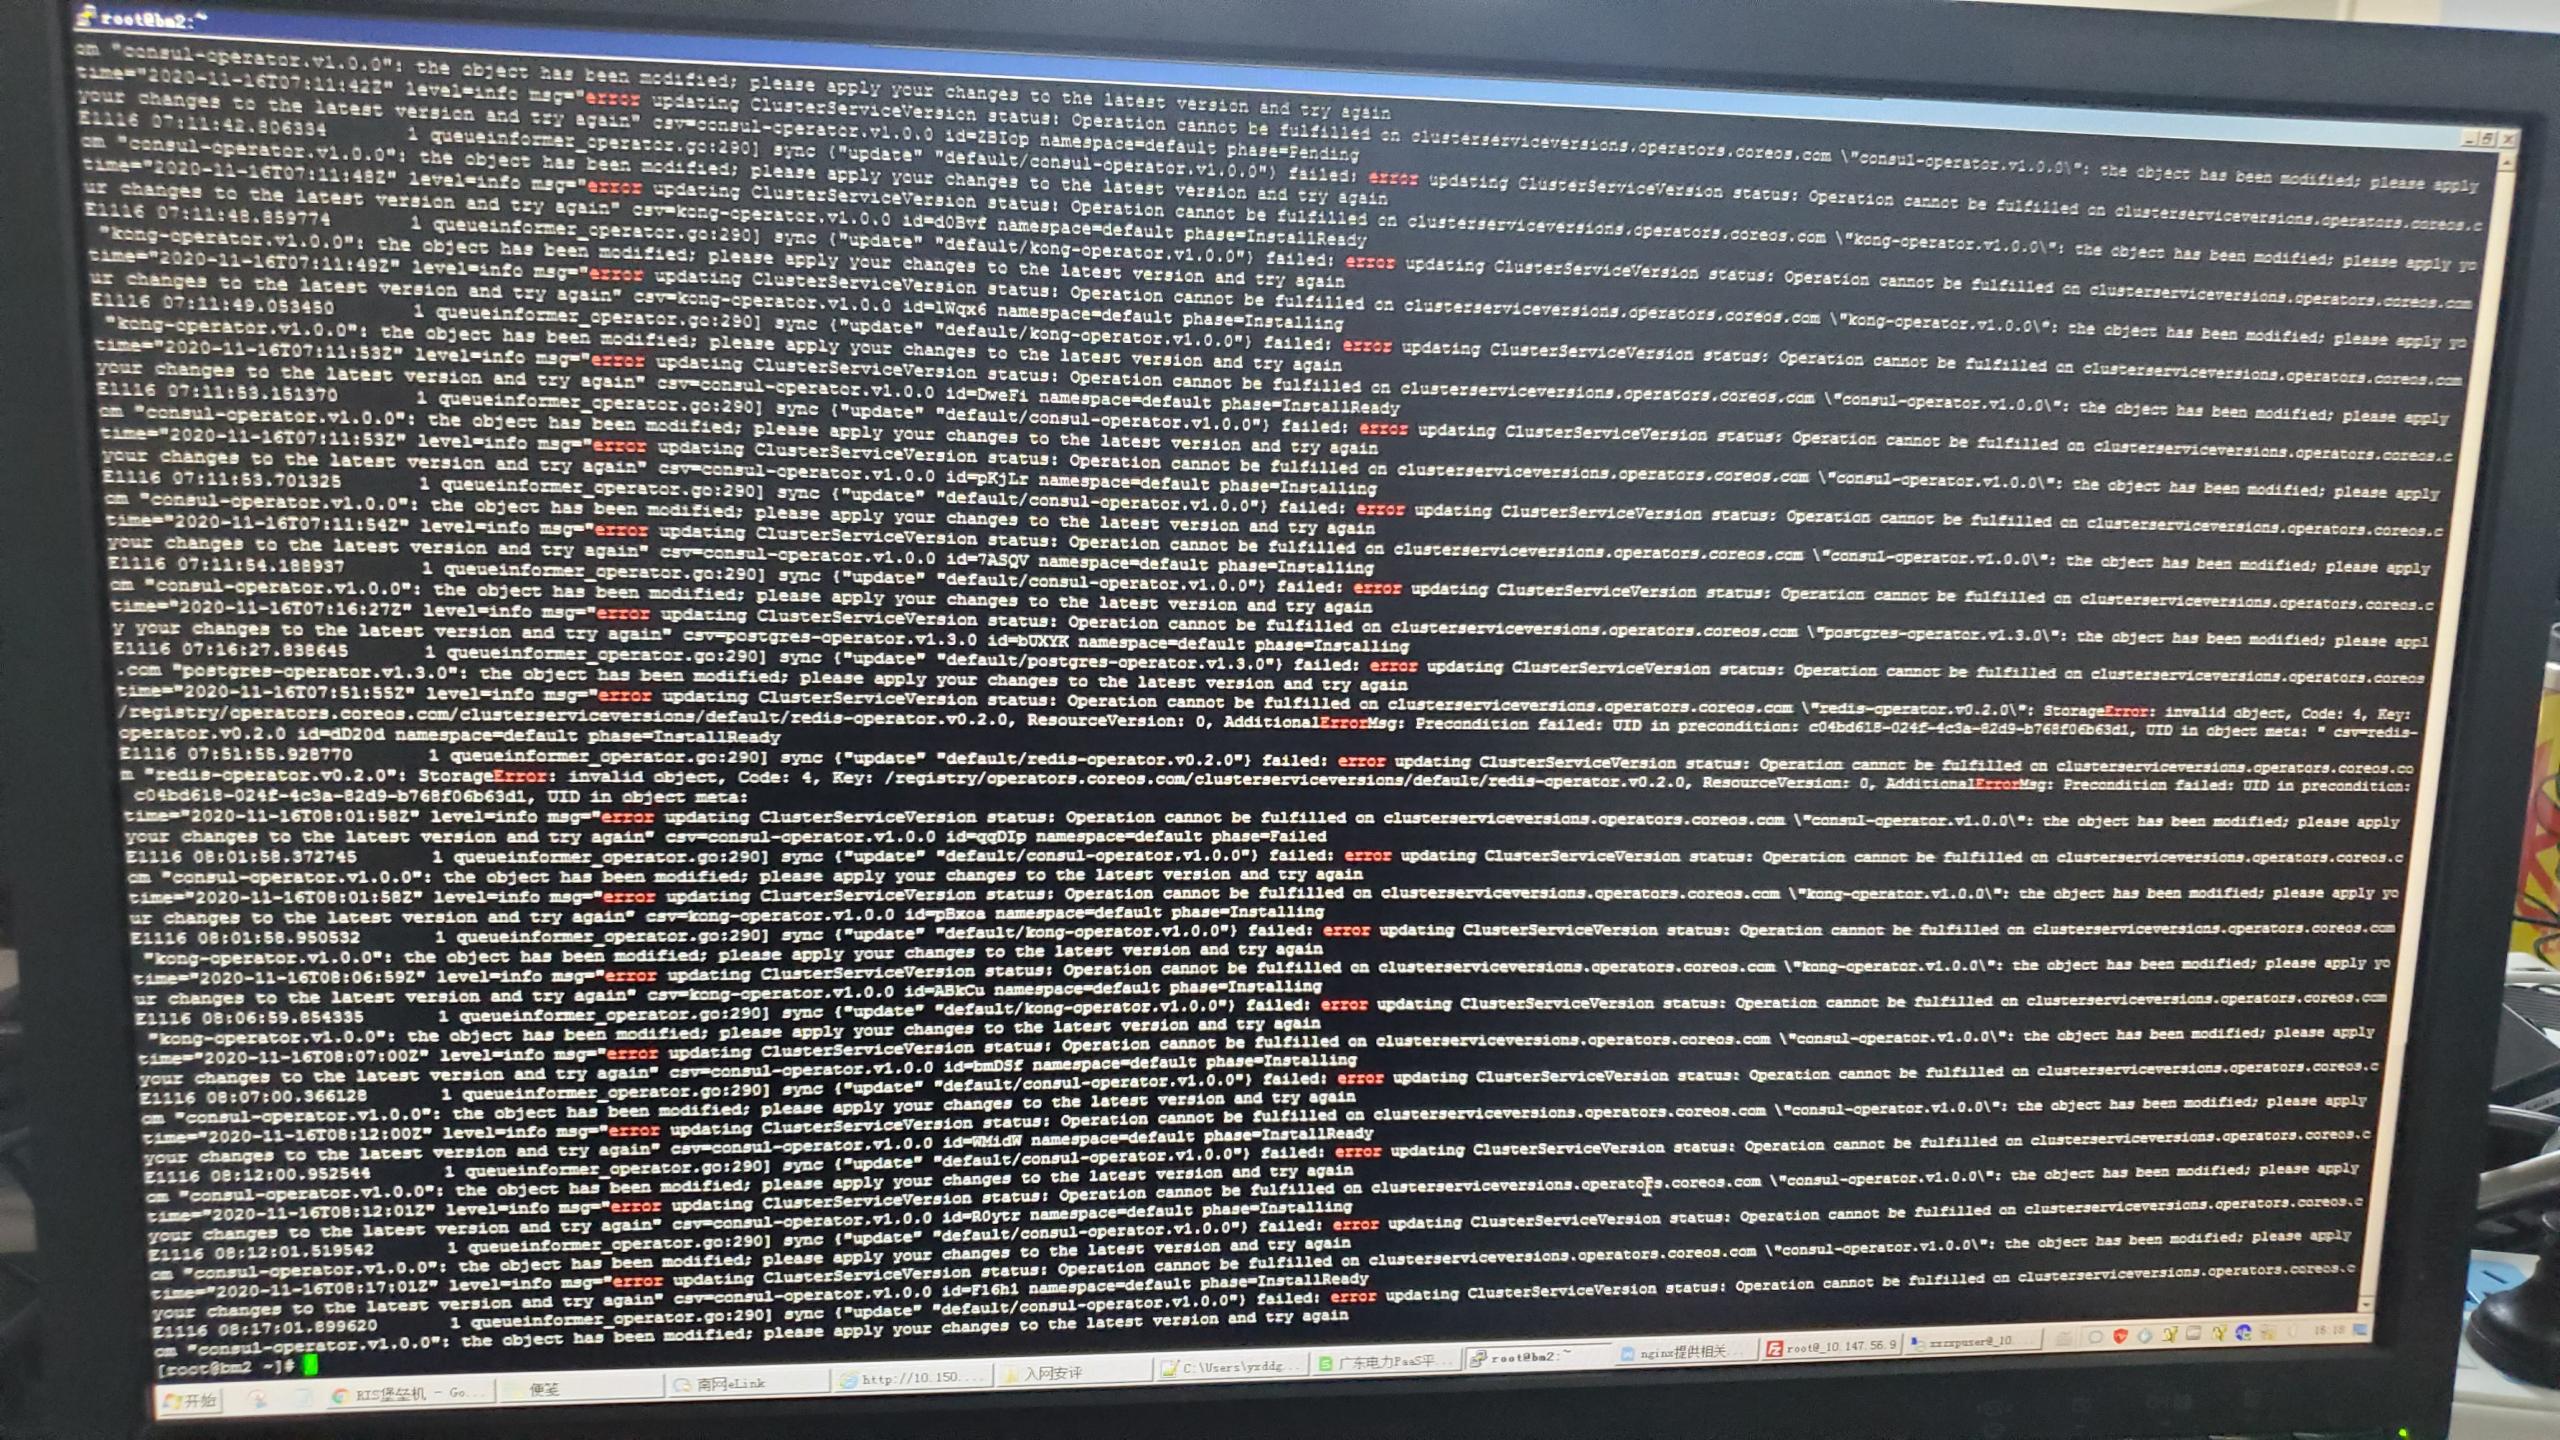 root@bm2:~
om "consul-operator.v1.0.0": the object has been modified; please apply your changes to the latest version and try again
time="2020-11-16T07:11:42Z" level=info msg="error updating ClusterServiceVersion status: Operation cannot be fulfilled on clusterserviceversions.operators.coreos.com \"consul-operator.v1.0.0\": the object has been modified; please apply
your changes to the latest version and try again" csv=consul-operator.v1.0.0 id=ZBIop namespace=default phase=Pending
E1116 07:11:42.806334 1 queueinformer_operator.go:290] sync {"update" "default/consul-operator.v1.0.0"} failed: error updating ClusterServiceVersion status: Operation cannot be fulfilled on clusterserviceversions.operators.coreos.c
om "consul-operator.v1.0.0": the object has been modified; please apply your changes to the latest version and try again
time="2020-11-16T07:11:48Z" level=info msg="error updating ClusterServiceVersion status: Operation cannot be fulfilled on clusterserviceversions.operators.coreos.com \"kong-operator.v1.0.0\": the object has been modified; please apply yo
ur changes to the latest version and try again" csv=kong-operator.v1.0.0 id=d0Bvf namespace=default phase=InstallReady
E1116 07:11:48.859774 1 queueinformer_operator.go:290] sync {"update" "default/kong-operator.v1.0.0"} failed: error updating ClusterServiceVersion status: Operation cannot be fulfilled on clusterserviceversions.operators.coreos.com
"kong-operator.v1.0.0": the object has been modified; please apply your changes to the latest version and try again
time="2020-11-16T07:11:49Z" level=info msg="error updating ClusterServiceVersion status: Operation cannot be fulfilled on clusterserviceversions.operators.coreos.com \"kong-operator.v1.0.0\": the object has been modified; please apply yo
ur changes to the latest version and try again" csv=kong-operator.v1.0.0 id=lWqx6 namespace=default phase=Installing
E1116 07:11:49.053450 1 queueinformer_operator.go:290] sync {"update" "default/kong-operator.v1.0.0"} failed: error updating ClusterServiceVersion status: Operation cannot be fulfilled on clusterserviceversions.operators.coreos.com
"kong-operator.v1.0.0": the object has been modified; please apply your changes to the latest version and try again
time="2020-11-16T07:11:53Z" level=info msg="error updating ClusterServiceVersion status: Operation cannot be fulfilled on clusterserviceversions.operators.coreos.com \"consul-operator.v1.0.0\": the object has been modified; please apply
your changes to the latest version and try again" csv=consul-operator.v1.0.0 id=DweFi namespace=default phase=InstallReady
E1116 07:11:53.151370 1 queueinformer_operator.go:290] sync {"update" "default/consul-operator.v1.0.0"} failed: error updating ClusterServiceVersion status: Operation cannot be fulfilled on clusterserviceversions.operators.coreos.c
om "consul-operator.v1.0.0": the object has been modified; please apply your changes to the latest version and try again
time="2020-11-16T07:11:53Z" level=info msg="error updating ClusterServiceVersion status: Operation cannot be fulfilled on clusterserviceversions.operators.coreos.com \"consul-operator.v1.0.0\": the object has been modified; please apply
your changes to the latest version and try again" csv=consul-operator.v1.0.0 id=pKjLr namespace=default phase=Installing
E1116 07:11:53.701325 1 queueinformer_operator.go:290] sync {"update" "default/consul-operator.v1.0.0"} failed: error updating ClusterServiceVersion status: Operation cannot be fulfilled on clusterserviceversions.operators.coreos.c
om "consul-operator.v1.0.0": the object has been modified; please apply your changes to the latest version and try again
time="2020-11-16T07:11:54Z" level=info msg="error updating ClusterServiceVersion status: Operation cannot be fulfilled on clusterserviceversions.operators.coreos.com \"consul-operator.v1.0.0\": the object has been modified; please apply
your changes to the latest version and try again" csv=consul-operator.v1.0.0 id=7ASQV namespace=default phase=Installing
E1116 07:11:54.188937 1 queueinformer_operator.go:290] sync {"update" "default/consul-operator.v1.0.0"} failed: error updating ClusterServiceVersion status: Operation cannot be fulfilled on clusterserviceversions.operators.coreos.c
om "consul-operator.v1.0.0": the object has been modified; please apply your changes to the latest version and try again
time="2020-11-16T07:16:27Z" level=info msg="error updating ClusterServiceVersion status: Operation cannot be fulfilled on clusterserviceversions.operators.coreos.com \"postgres-operator.v1.3.0\": the object has been modified; please appl
y your changes to the latest version and try again" csv=postgres-operator.v1.3.0 id=bUXYK namespace=default phase=Installing
E1116 07:16:27.838645 1 queueinformer_operator.go:290] sync {"update" "default/postgres-operator.v1.3.0"} failed: error updating ClusterServiceVersion status: Operation cannot be fulfilled on clusterserviceversions.operators.coreos
.com "postgres-operator.v1.3.0": the object has been modified; please apply your changes to the latest version and try again
time="2020-11-16T07:51:55Z" level=info msg="error updating ClusterServiceVersion status: Operation cannot be fulfilled on clusterserviceversions.operators.coreos.com \"redis-operator.v0.2.0\": StorageError: invalid object, Code: 4, Key:
/registry/operators.coreos.com/clusterserviceversions/default/redis-operator.v0.2.0, ResourceVersion: 0, AdditionalErrorMsg: Precondition failed: UID in precondition: c04bd618-024f-4c3a-82d9-b768f06b63d1, UID in object meta: " csv=redis-
operator.v0.2.0 id=dD20d namespace=default phase=InstallReady
E1116 07:51:55.928770 1 queueinformer_operator.go:290] sync {"update" "default/redis-operator.v0.2.0"} failed: error updating ClusterServiceVersion status: Operation cannot be fulfilled on clusterserviceversions.operators.coreos.co
m "redis-operator.v0.2.0": StorageError: invalid object, Code: 4, Key: /registry/operators.coreos.com/clusterserviceversions/default/redis-operator.v0.2.0, ResourceVersion: 0, AdditionalErrorMsg: Precondition failed: UID in precondition:
c04bd618-024f-4c3a-82d9-b768f06b63d1, UID in object meta:
time="2020-11-16T08:01:58Z" level=info msg="error updating ClusterServiceVersion status: Operation cannot be fulfilled on clusterserviceversions.operators.coreos.com \"consul-operator.v1.0.0\": the object has been modified; please apply
your changes to the latest version and try again" csv=consul-operator.v1.0.0 id=qqDIp namespace=default phase=Failed
E1116 08:01:58.372745 1 queueinformer_operator.go:290] sync {"update" "default/consul-operator.v1.0.0"} failed: error updating ClusterServiceVersion status: Operation cannot be fulfilled on clusterserviceversions.operators.coreos.c
om "consul-operator.v1.0.0": the object has been modified; please apply your changes to the latest version and try again
time="2020-11-16T08:01:58Z" level=info msg="error updating ClusterServiceVersion status: Operation cannot be fulfilled on clusterserviceversions.operators.coreos.com \"kong-operator.v1.0.0\": the object has been modified; please apply yo
ur changes to the latest version and try again" csv=kong-operator.v1.0.0 id=pBxoa namespace=default phase=Installing
E1116 08:01:58.950532 1 queueinformer_operator.go:290] sync {"update" "default/kong-operator.v1.0.0"} failed: error updating ClusterServiceVersion status: Operation cannot be fulfilled on clusterserviceversions.operators.coreos.com
"kong-operator.v1.0.0": the object has been modified; please apply your changes to the latest version and try again
time="2020-11-16T08:06:59Z" level=info msg="error updating ClusterServiceVersion status: Operation cannot be fulfilled on clusterserviceversions.operators.coreos.com \"kong-operator.v1.0.0\": the object has been modified; please apply yo
ur changes to the latest version and try again" csv=kong-operator.v1.0.0 id=ABkCu namespace=default phase=Installing
E1116 08:06:59.854335 1 queueinformer_operator.go:290] sync {"update" "default/kong-operator.v1.0.0"} failed: error updating ClusterServiceVersion status: Operation cannot be fulfilled on clusterserviceversions.operators.coreos.com
"kong-operator.v1.0.0": the object has been modified; please apply your changes to the latest version and try again
time="2020-11-16T08:07:00Z" level=info msg="error updating ClusterServiceVersion status: Operation cannot be fulfilled on clusterserviceversions.operators.coreos.com \"consul-operator.v1.0.0\": the object has been modified; please apply
your changes to the latest version and try again" csv=consul-operator.v1.0.0 id=bmDSf namespace=default phase=Installing
E1116 08:07:00.366128 1 queueinformer_operator.go:290] sync {"update" "default/consul-operator.v1.0.0"} failed: error updating ClusterServiceVersion status: Operation cannot be fulfilled on clusterserviceversions.operators.coreos.c
om "consul-operator.v1.0.0": the object has been modified; please apply your changes to the latest version and try again
time="2020-11-16T08:12:00Z" level=info msg="error updating ClusterServiceVersion status: Operation cannot be fulfilled on clusterserviceversions.operators.coreos.com \"consul-operator.v1.0.0\": the object has been modified; please apply
your changes to the latest version and try again" csv=consul-operator.v1.0.0 id=WMidW namespace=default phase=InstallReady
E1116 08:12:00.952544 1 queueinformer_operator.go:290] sync {"update" "default/consul-operator.v1.0.0"} failed: error updating ClusterServiceVersion status: Operation cannot be fulfilled on clusterserviceversions.operators.coreos.c
om "consul-operator.v1.0.0": the object has been modified; please apply your changes to the latest version and try again
time="2020-11-16T08:12:01Z" level=info msg="error updating ClusterServiceVersion status: Operation cannot be fulfilled on clusterserviceversions.operators.coreos.com \"consul-operator.v1.0.0\": the object has been modified; please apply
your changes to the latest version and try again" csv=consul-operator.v1.0.0 id=R0ytr namespace=default phase=Installing
E1116 08:12:01.519542 1 queueinformer_operator.go:290] sync {"update" "default/consul-operator.v1.0.0"} failed: error updating ClusterServiceVersion status: Operation cannot be fulfilled on clusterserviceversions.operators.coreos.c
om "consul-operator.v1.0.0": the object has been modified; please apply your changes to the latest version and try again
time="2020-11-16T08:17:01Z" level=info msg="error updating ClusterServiceVersion status: Operation cannot be fulfilled on clusterserviceversions.operators.coreos.com \"consul-operator.v1.0.0\": the object has been modified; please apply
your changes to the latest version and try again" csv=consul-operator.v1.0.0 id=F16h1 namespace=default phase=InstallReady
E1116 08:17:01.899620 1 queueinformer_operator.go:290] sync {"update" "default/consul-operator.v1.0.0"} failed: error updating ClusterServiceVersion status: Operation cannot be fulfilled on clusterserviceversions.operators.coreos.c
om "consul-operator.v1.0.0": the object has been modified; please apply your changes to the latest version and try again
[root@bm2 ~]#
开始 RIS堡垒机 - Go... 便笺 南网eLink http://10.150.... 入网安评 C:\Users\yxddg... 广东电力PaaS平... root@bm2:~ nginx提供相关... root@_10.147.56.9 xxzxpuser@_10... 16:18